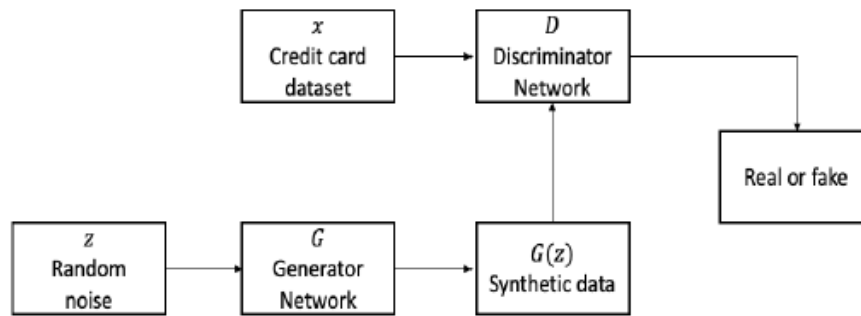 x
Credit card
dataset
D
Discriminator
Network
Real or fake
z
Random
noise
G
Generator
Network
G(z)
Synthetic data